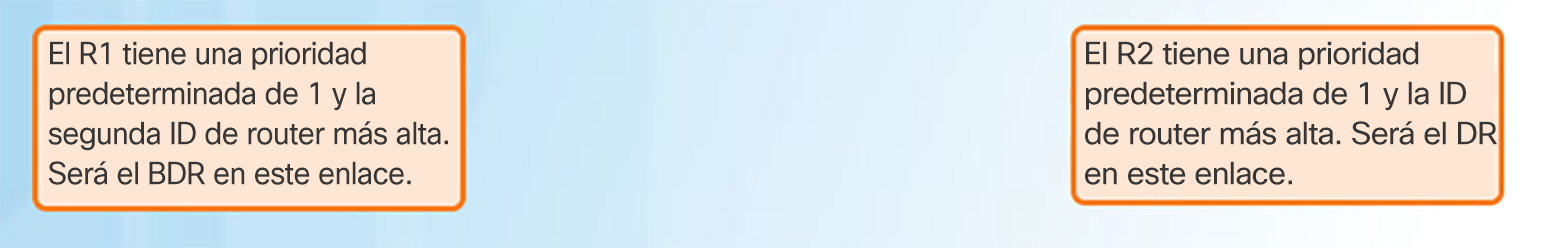 El R1 tiene una prioridad
predeterminada de 1 y la
segunda ID de router más alta.
Será el BDR en este enlace.
El R2 tiene una prioridad
predeterminada de 1 y la ID
de router más alta. Será el DR
en este enlace.